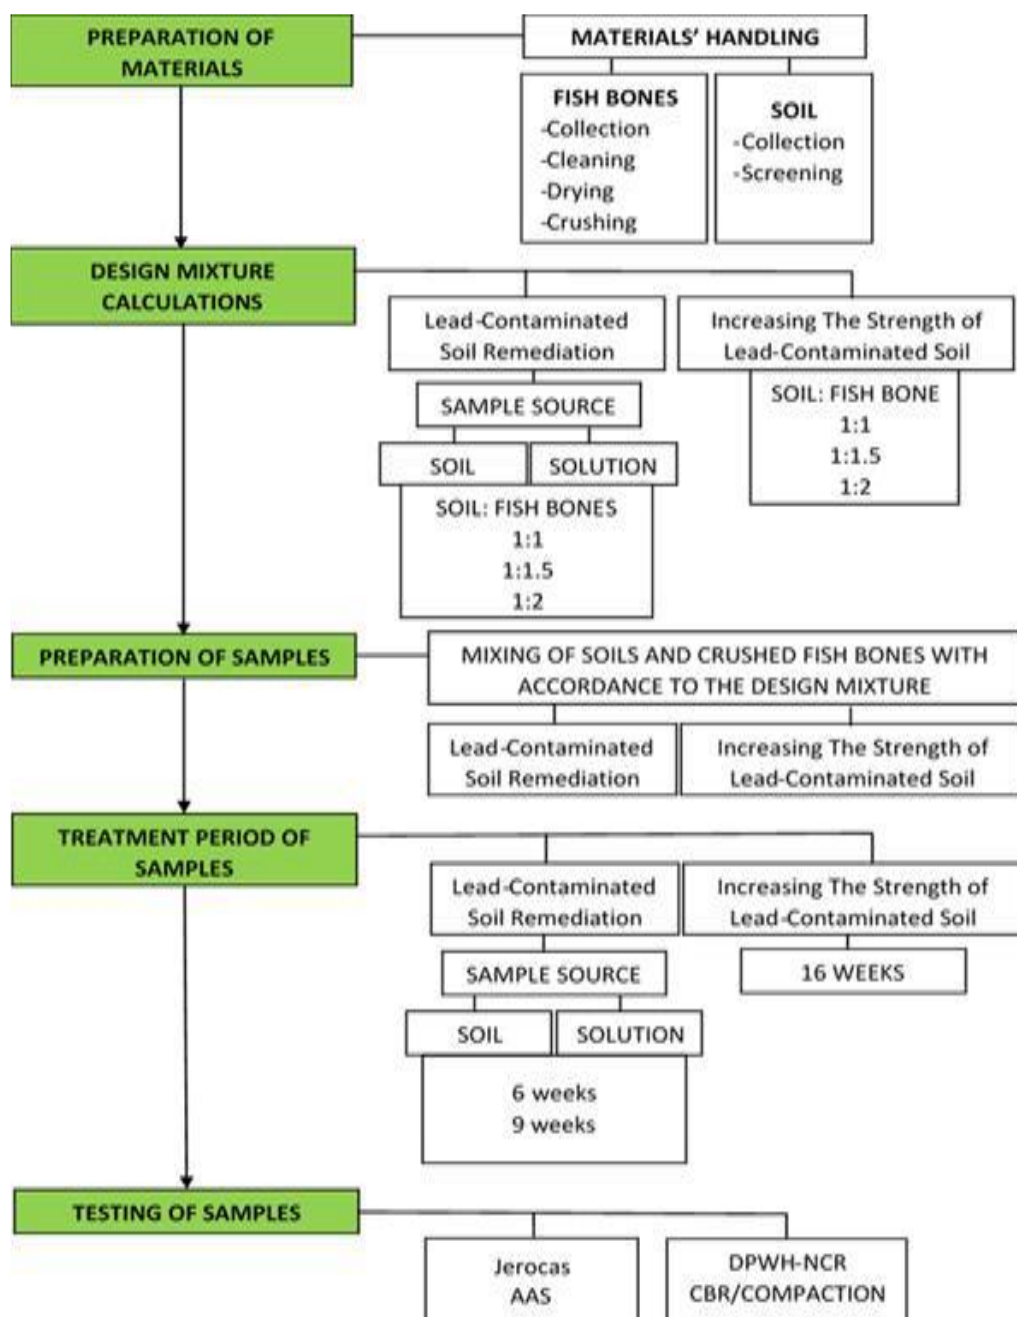 PREPARATION OF
MATERIALS
MATERIALS' HANDLING
FISH BONES
-Collection
-Cleaning
-Drying
-Crushing
SOIL
-Collection
-Screening
DESIGN MIXTURE
CALCULATIONS
Lead-Contaminated
Soil Remediation
Increasing The Strength of
Lead-Contaminated Soil
SAMPLE SOURCE
SOIL
SOLUTION
SOIL: FISH BONES
1:1
1:1.5
1:2
SOIL: FISH BONE
1:1
1:1.5
1:2
PREPARATION OF SAMPLES
MIXING OF SOILS AND CRUSHED FISH BONES WITH
ACCORDANCE TO THE DESIGN MIXTURE
Lead-Contaminated
Soil Remediation
Increasing The Strength of
Lead-Contaminated Soil
TREATMENT PERIOD OF
SAMPLES
Lead-Contaminated
Soil Remediation
Increasing The Strength of
Lead-Contaminated Soil
SAMPLE SOURCE
16 WEEKS
SOIL
SOLUTION
6 weeks
9 weeks
TESTING OF SAMPLES
Jerocas
AAS
DPWH-NCR
CBR/COMPACTION